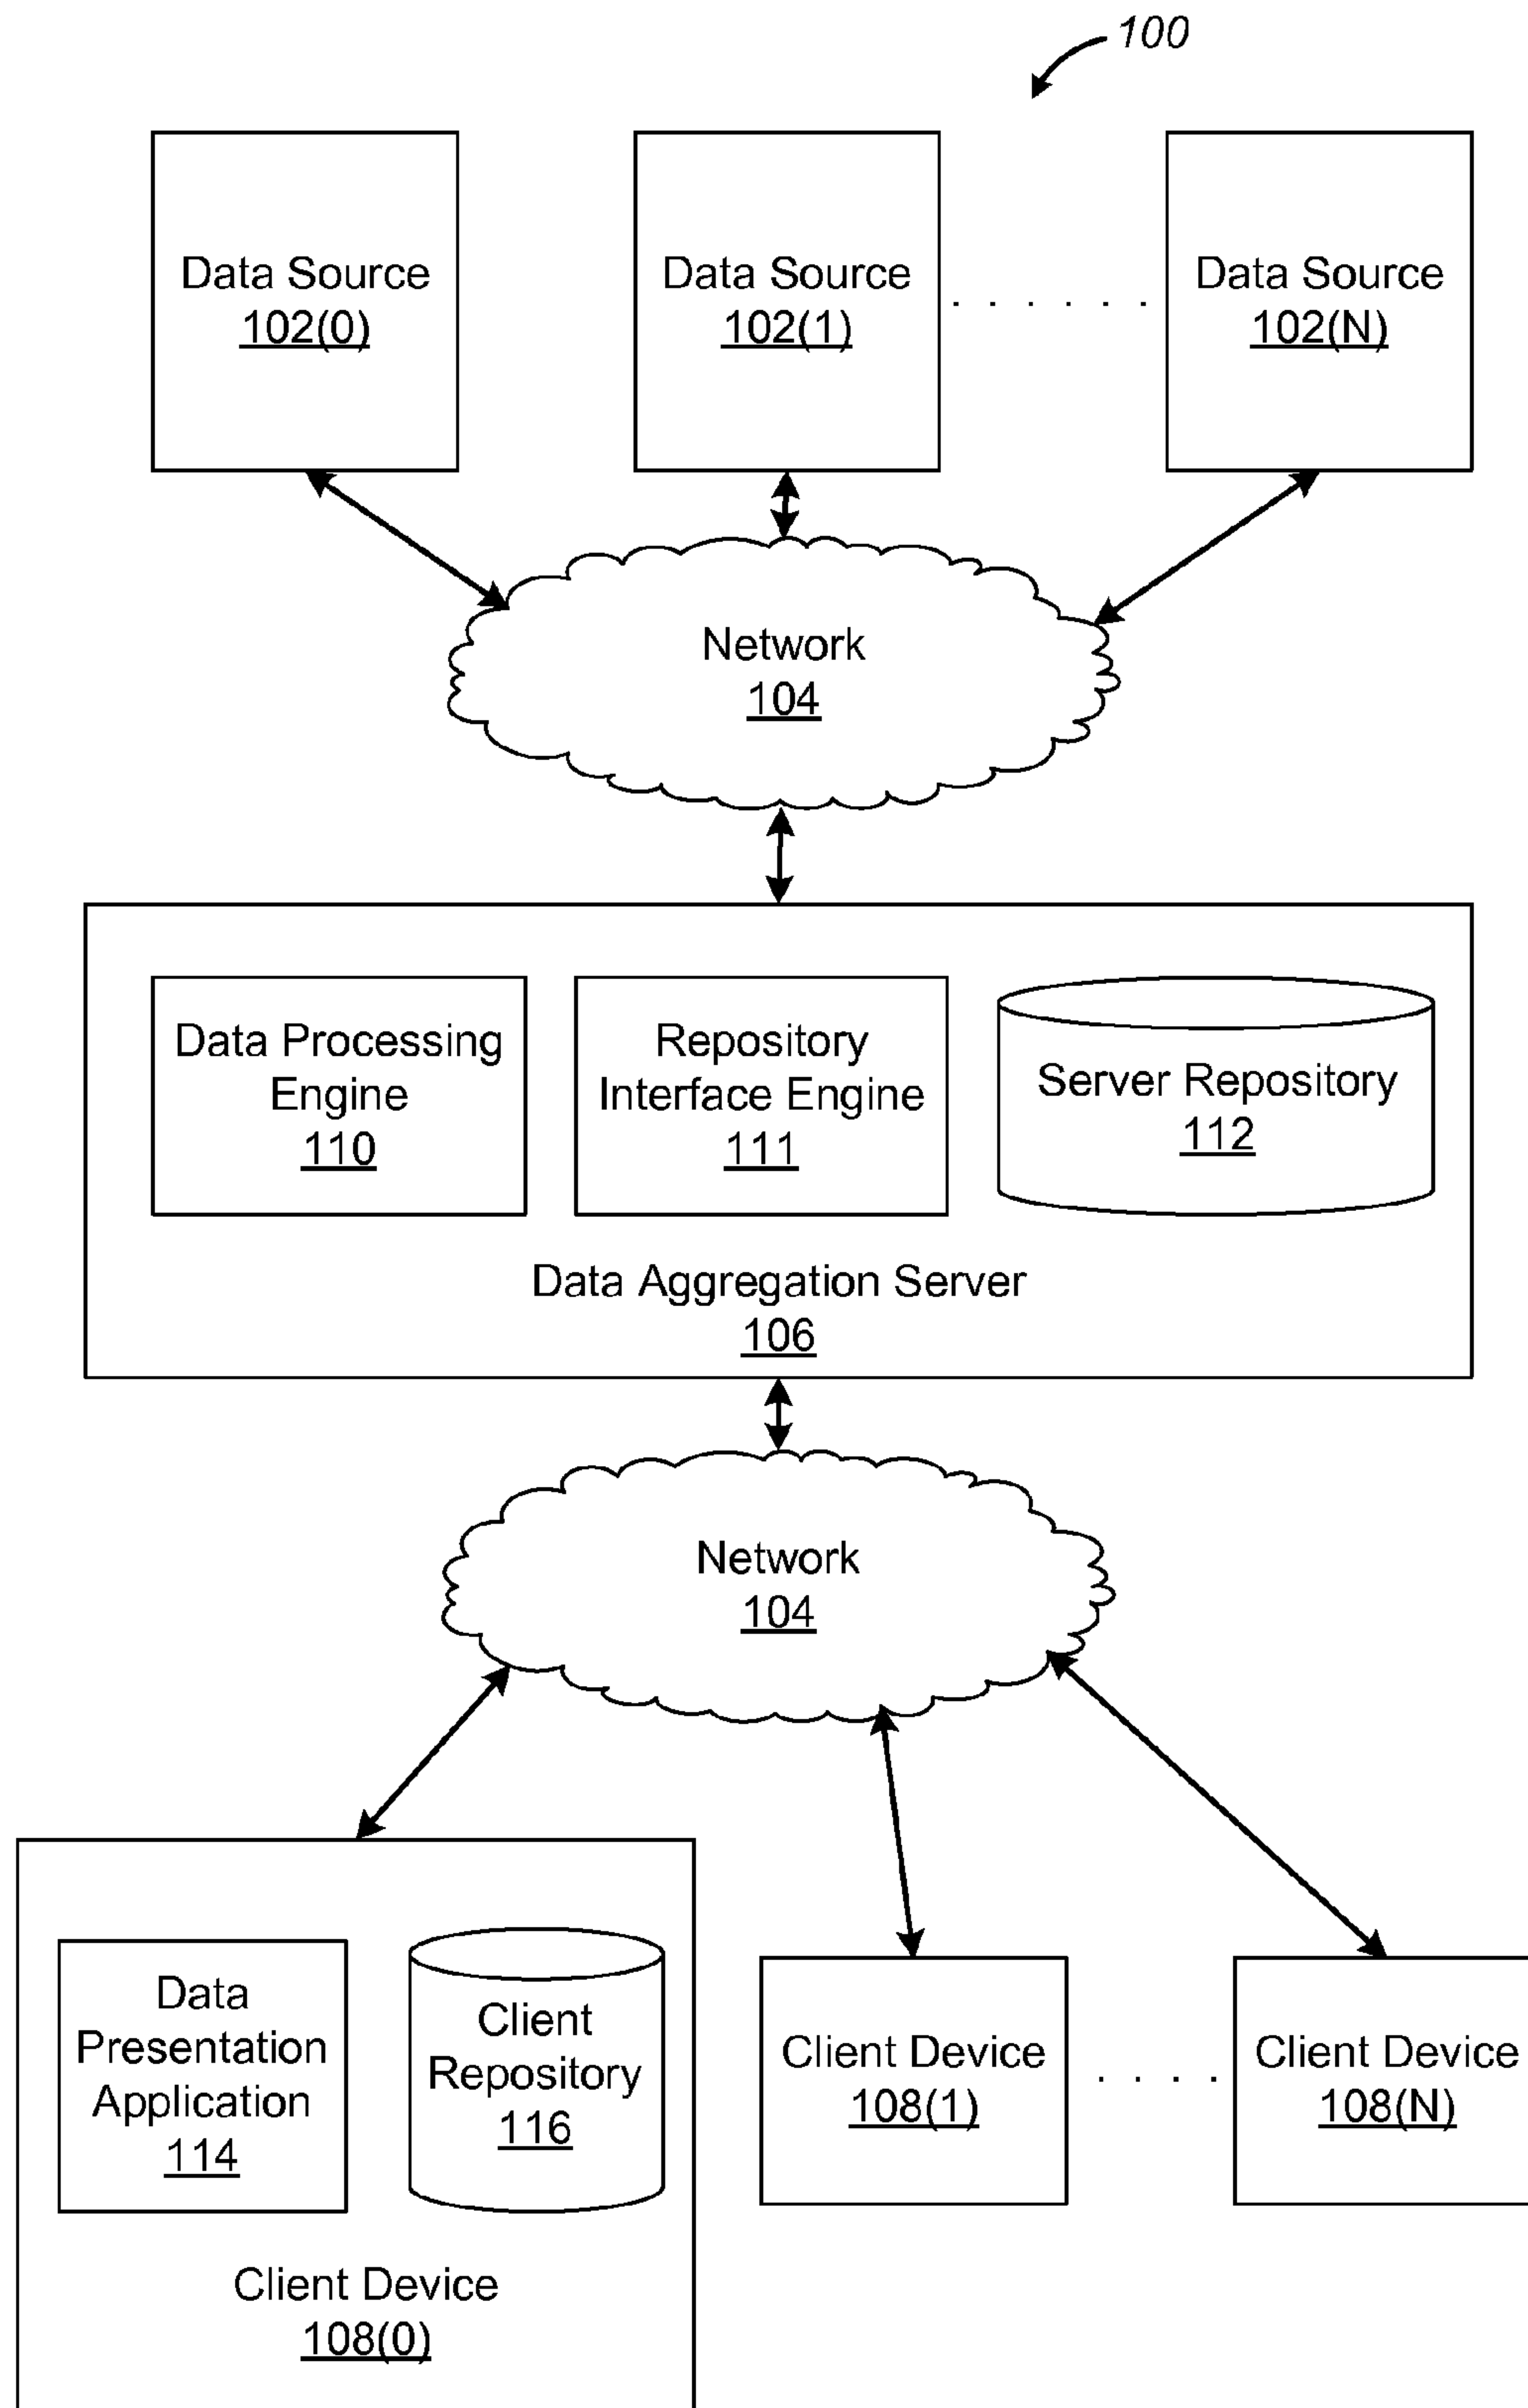 100
Data Source
102(0)
Data Source
102(1)
Data Source
102(N)
Network
104
Data Processing
Engine
110
Repository
Interface Engine
111
Server Repository
112
Data Aggregation Server
106
Network
104
Data
Presentation
Application
114
Client
Repository
116
Client Device
108(0)
Client Device
108(1)
Client Device
108(N)